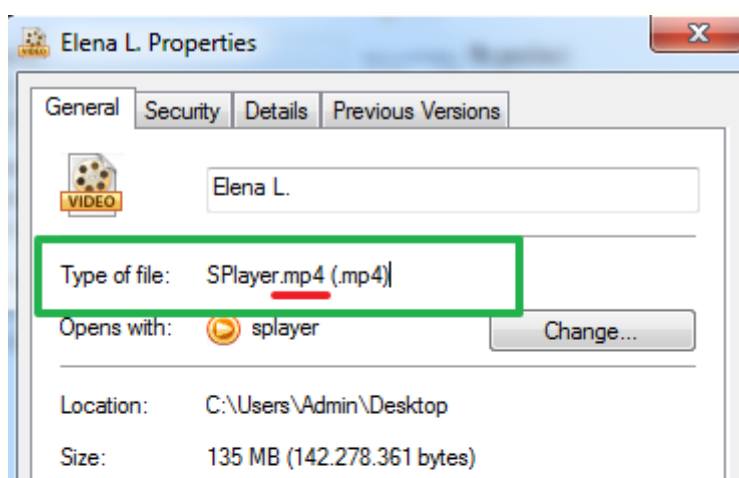 Elena L. Properties
General Security Details Previous Versions
VIDEO
Elena L.
Type of file: SPlayer.mp4 (.mp4)
Opens with: splayer Change...
Location: C:\Users\Admin\Desktop
Size: 135 MB (142.278.361 bytes)